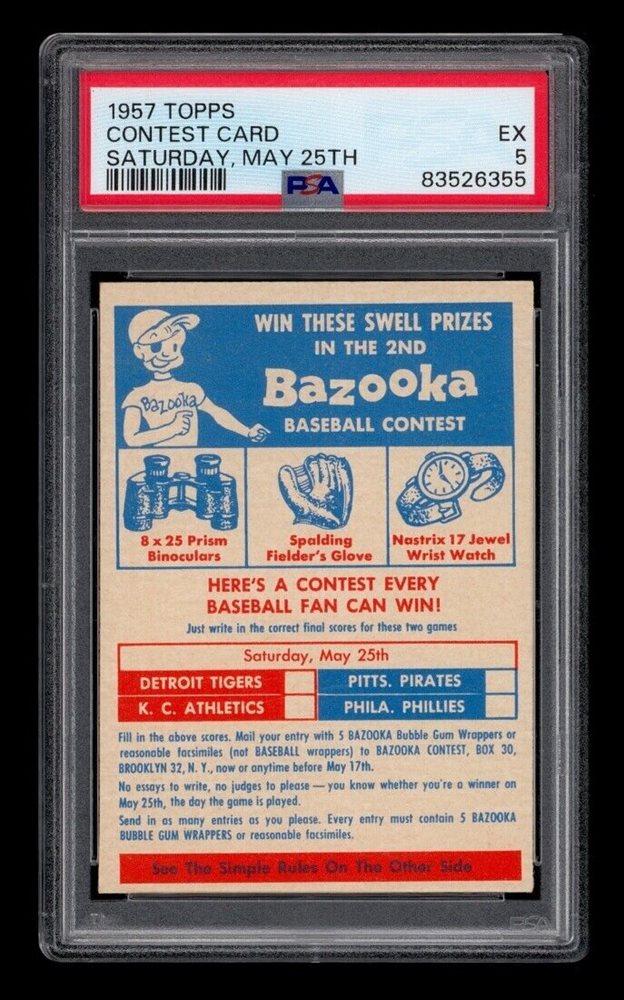 1957 TOPPS
CONTEST CARD EX
SATURDAY, MAY 25TH 5
PSA 83526355
WIN THESE SWELL PRIZES
IN THE 2ND
Bazooka
Bazooka
BASEBALL CONTEST
8 x 25 Prism
Binoculars
Spalding
Fielder's Glove
Nastrix 17 Jewel
Wrist Watch
HERE'S A CONTEST EVERY
BASEBALL FAN CAN WIN!
Just write in the correct final scores for these two games
Saturday, May 25th
DETROIT TIGERS PITTS. PIRATES
K. C. ATHLETICS PHILA. PHILLIES
Fill in the above scores. Mail your entry with 5 BAZOOKA Bubble Gum Wrappers or
reasonable facsimiles (not BASEBALL wrappers) to BAZOOKA CONTEST, BOX 30,
BROOKLYN 32, N. Y., now or anytime before May 17th.
No essays to write, no judges to please — you know whether you're a winner on
May 25th, the day the game is played.
Send in as many entries as you please. Every entry must contain 5 BAZOOKA
BUBBLE GUM WRAPPERS or reasonable facsimiles.
See The Simple Rules On The Other Side
PSA